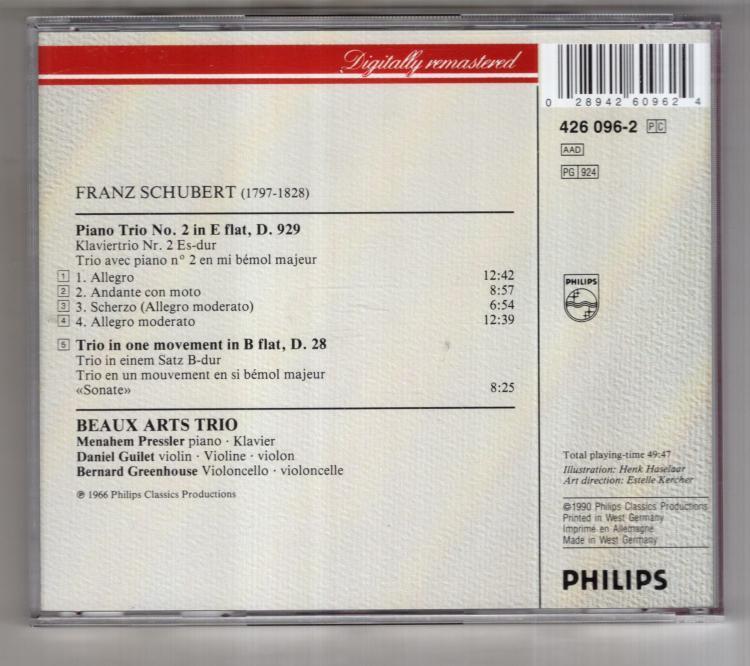 Digitally remastered
0 28942 60962 4
426 096-2 PC
AAD
PG 924
FRANZ SCHUBERT (1797-1828)
Piano Trio No. 2 in E flat, D. 929
Klaviertrio Nr. 2 Es-dur
Trio avec piano n° 2 en mi bémol majeur
1 1. Allegro 12:42
2 2. Andante con moto 8:57
3 3. Scherzo (Allegro moderato) 6:54
4 4. Allegro moderato 12:39
5 Trio in one movement in B flat, D. 28
Trio in einem Satz B-dur
Trio en un mouvement en si bémol majeur
«Sonate» 8:25
BEAUX ARTS TRIO
Menahem Pressler piano · Klavier
Daniel Guilet violin · Violine · violon
Bernard Greenhouse Violoncello · violoncelle
℗ 1966 Philips Classics Productions
PHILIPS
Total playing-time 49:47
Illustration: Henk Haselaar
Art direction: Estelle Kercher
©1990 Philips Classics Productions
Printed in West Germany
Imprimé en Allemagne
Made in West Germany
PHILIPS